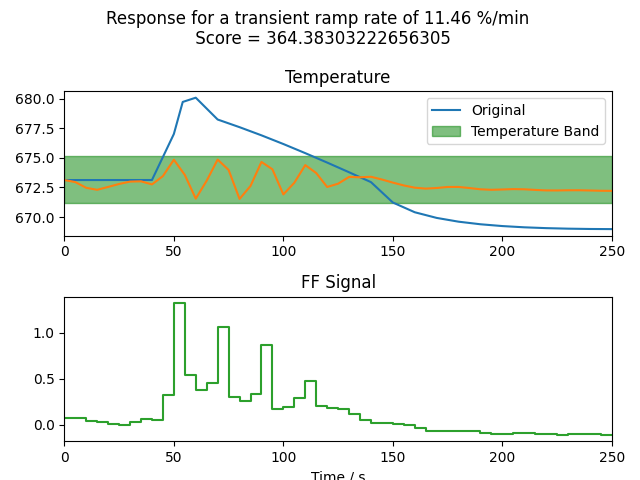 Response for a transient ramp rate of 11.46 %/min
Score = 364.38303222656305
Temperature
680.0
677.5
675.0
672.5
670.0
Original
Temperature Band
0 50 100 150 200 250
FF Signal
1.0
0.5
0.0
0 50 100 150 200 250
Time / s